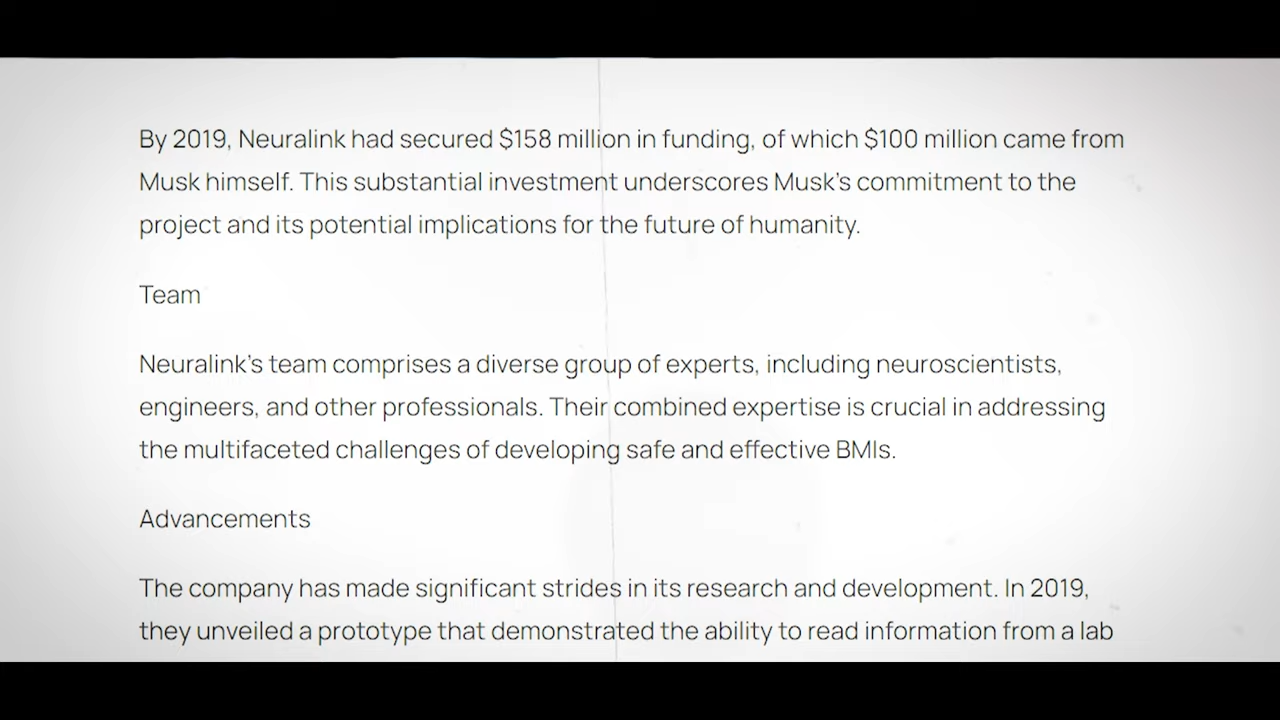 By 2019, Neuralink had secured $158 million in funding, of which $100 million came from
Musk himself. This substantial investment underscores Musk's commitment to the
project and its potential implications for the future of humanity.
Team
Neuralink's team comprises a diverse group of experts, including neuroscientists,
engineers, and other professionals. Their combined expertise is crucial in addressing
the multifaceted challenges of developing safe and effective BMIs.
Advancements
The company has made significant strides in its research and development. In 2019,
they unveiled a prototype that demonstrated the ability to read information from a lab